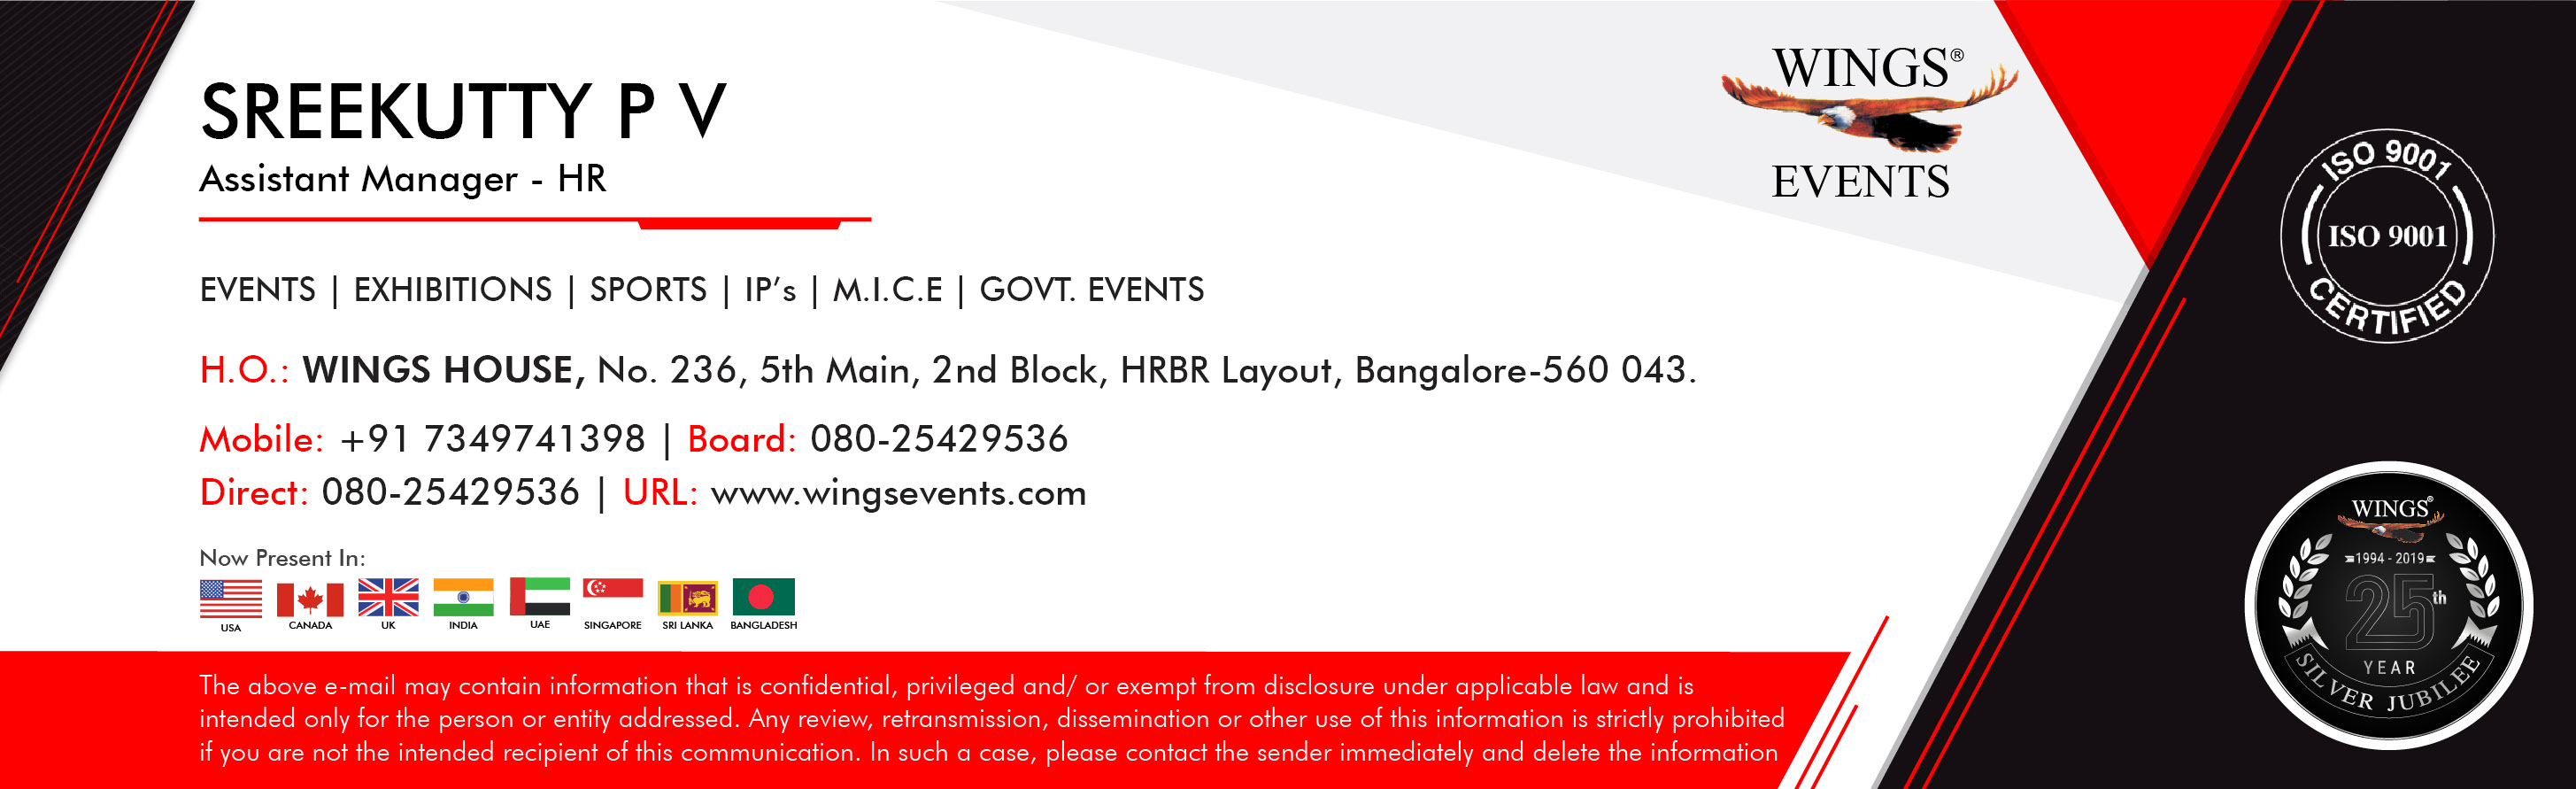 SREEKUTTY P V
Assistant Manager - HR
EVENTS | EXHIBITIONS | SPORTS | IP’s | M.I.C.E | GOVT. EVENTS
H.O.: WINGS HOUSE, No. 236, 5th Main, 2nd Block, HRBR Layout, Bangalore-560 043.
Mobile: +91 7349741398 | Board: 080-25429536
Direct: 080-25429536 | URL: www.wingsevents.com
Now Present In:
USA CANADA UK INDIA UAE SINGAPORE SRI LANKA BANGLADESH
The above e-mail may contain information that is confidential, privileged and/ or exempt from disclosure under applicable law and is
intended only for the person or entity addressed. Any review, retransmission, dissemination or other use of this information is strictly prohibited
if you are not the intended recipient of this communication. In such a case, please contact the sender immediately and delete the information
WINGS®
EVENTS
ISO 9001
ISO 9001
CERTIFIED
WINGS®
1994 - 2019
25th
YEAR
SILVER JUBILEE